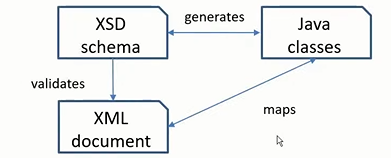 XSD
schema
generates
Java
classes
validates
XML
document
maps